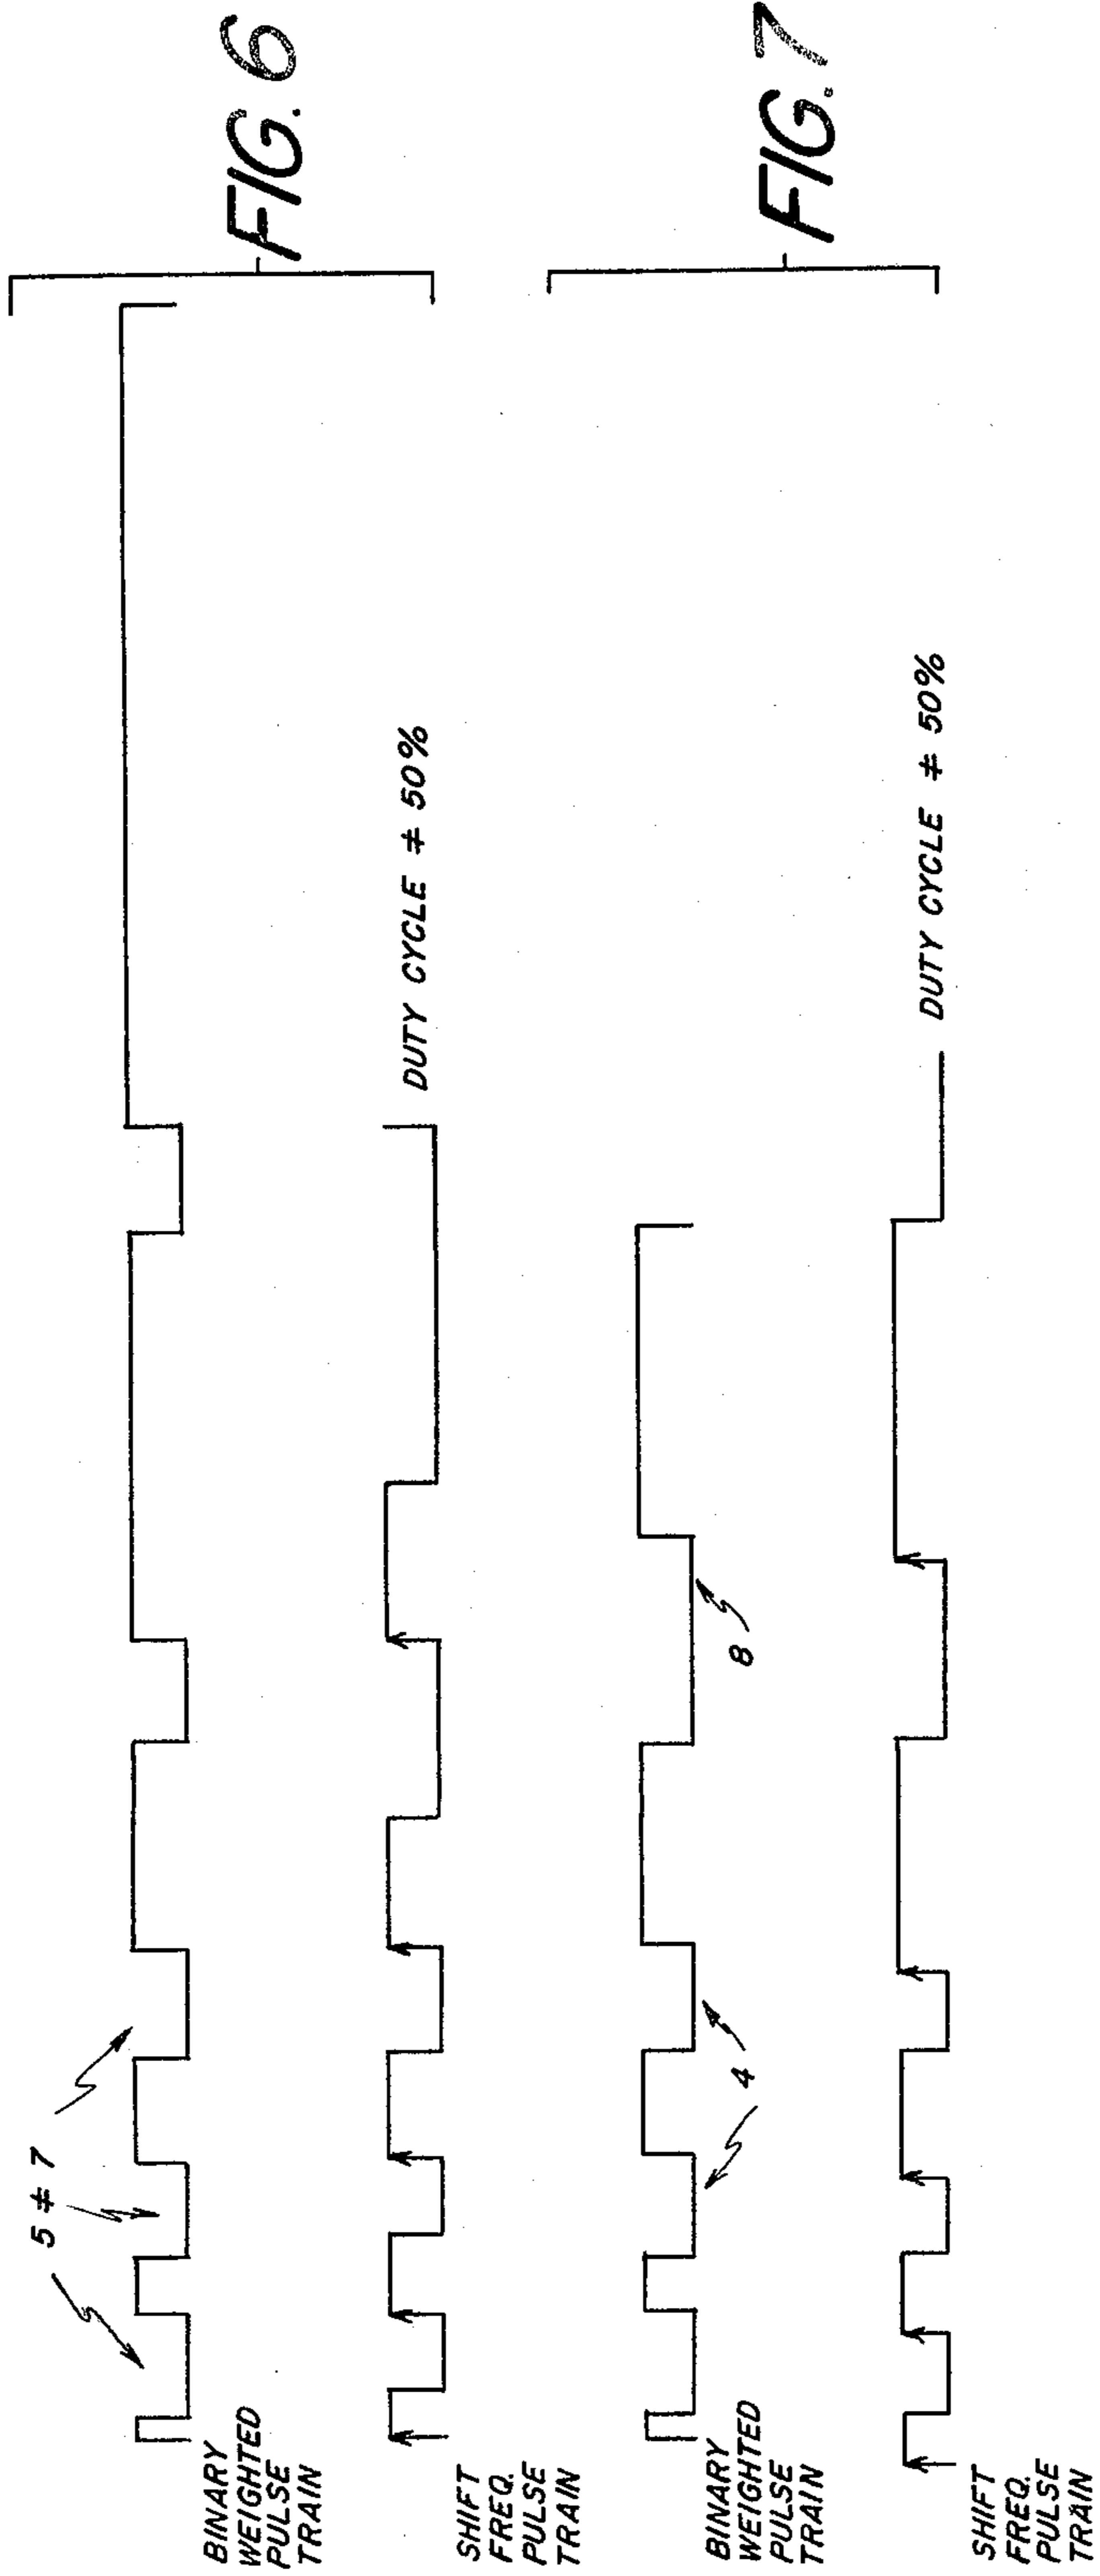 FIG. 6
5 ≠ 7
BINARY
WEIGHTED
PULSE
TRAIN
SHIFT
FREQ.
PULSE
TRAIN
DUTY CYCLE ≠ 50%
FIG. 7
BINARY
WEIGHTED
PULSE
TRAIN
4
8
SHIFT
FREQ.
PULSE
TRAIN
DUTY CYCLE ≠ 50%